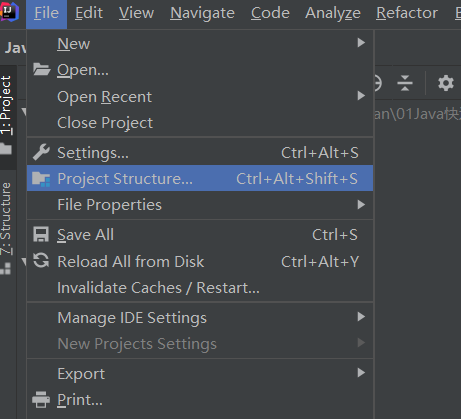 File Edit View Navigate Code Analyze Refactor
Jav
New
Open...
an\01Java快
Open Recent
Close Project
1: Project
Settings... Ctrl+Alt+S
Project Structure... Ctrl+Alt+Shift+S
File Properties
7: Structure
Save All Ctrl+S
Reload All from Disk Ctrl+Alt+Y
Invalidate Caches / Restart...
Manage IDE Settings
New Projects Settings
Export
Print...